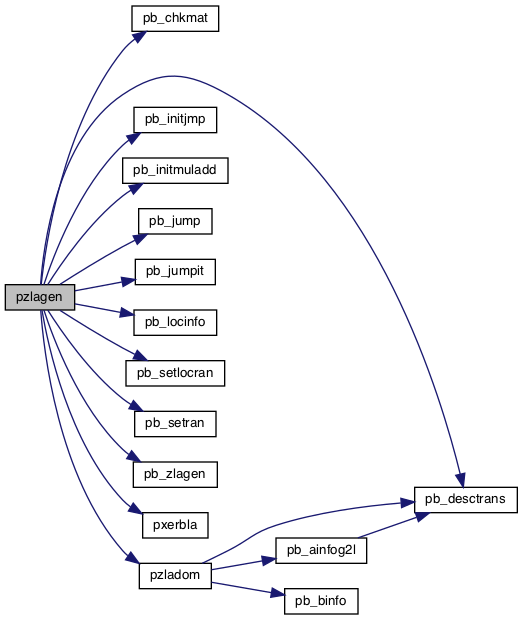 pb_chkmat
pb_initjmp
pb_initmuladd
pb_jump
pb_jumpit
pzlagen
pb_locinfo
pb_setlocran
pb_setran
pb_zlagen
pb_desctrans
pxerbla
pb_ainfog2l
pzladom
pb_binfo